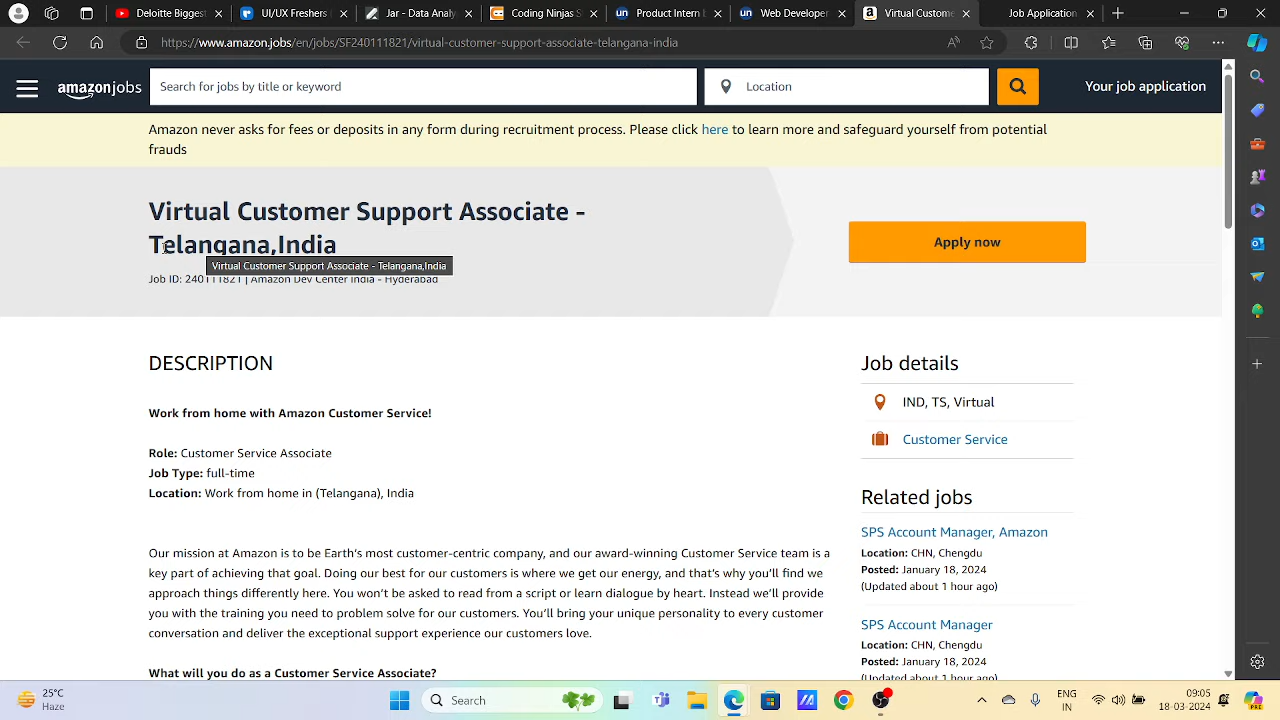 Deloitte Biggest
UI/UX Freshers
Jar - Data Analy
Coding Ninjas S
Product Intern
Web Developer
Virtual Custome
Job Application
https://www.amazon.jobs/en/jobs/SF240111821/virtual-customer-support-associate-telangana-india
amazonjobs
Search for jobs by title or keyword
Location
Your job application
Amazon never asks for fees or deposits in any form during recruitment process. Please click here to learn more and safeguard yourself from potential
frauds
Virtual Customer Support Associate -
Telangana,India
Virtual Customer Support Associate - Telangana,India
Job ID: 240111821 | Amazon Dev Center India - Hyderabad
Apply now
DESCRIPTION
Work from home with Amazon Customer Service!
Role: Customer Service Associate
Job Type: full-time
Location: Work from home in (Telangana), India
Our mission at Amazon is to be Earth's most customer-centric company, and our award-winning Customer Service team is a
key part of achieving that goal. Doing our best for our customers is where we get our energy, and that's why you'll find we
approach things differently here. You won't be asked to read from a script or learn dialogue by heart. Instead we'll provide
you with the training you need to problem solve for our customers. You'll bring your unique personality to every customer
conversation and deliver the exceptional support experience our customers love.
What will you do as a Customer Service Associate?
Job details
IND, TS, Virtual
Customer Service
Related jobs
SPS Account Manager, Amazon
Location: CHN, Chengdu
Posted: January 18, 2024
(Updated about 1 hour ago)
SPS Account Manager
Location: CHN, Chengdu
Posted: January 18, 2024
(Updated about 1 hour ago)
25°C
Haze
Search
ENG
IN
09:05
18-03-2024